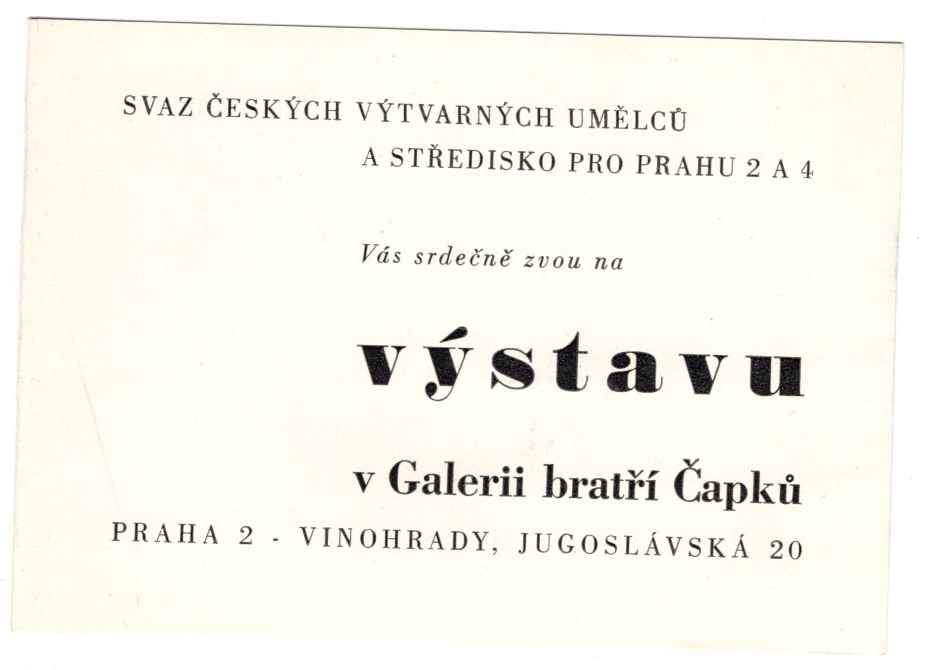 SVAZ ČESKÝCH VÝTVARNÝCH UMĚLCŮ
A STŘEDISKO PRO PRAHU 2 A 4
Vás srdečně zvou na
výstavu
v Galerii bratří Čapků
PRAHA 2 - VINOHRADY, JUGOSLÁVSKÁ 20